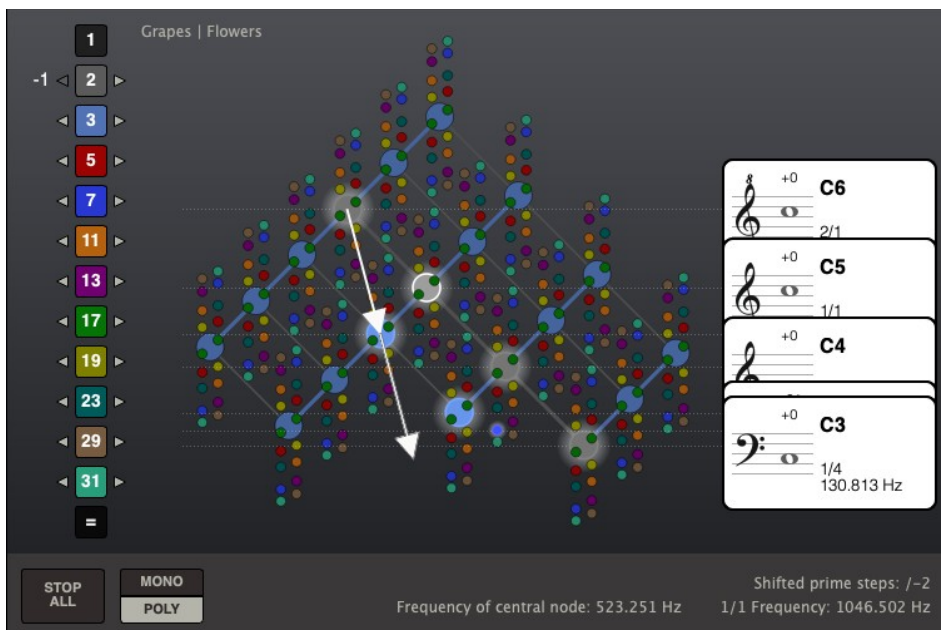 Grapes | Flowers
1
-1 2
3
5
7
11
13
17
19
23
29
31
=
8
+0 C6
2/1
+0 C5
1/1
+0 C4
+0 C3
1/4
130.813 Hz
STOP
ALL
MONO
POLY
Shifted prime steps: /-2
Frequency of central node: 523.251 Hz
1/1 Frequency: 1046.502 Hz